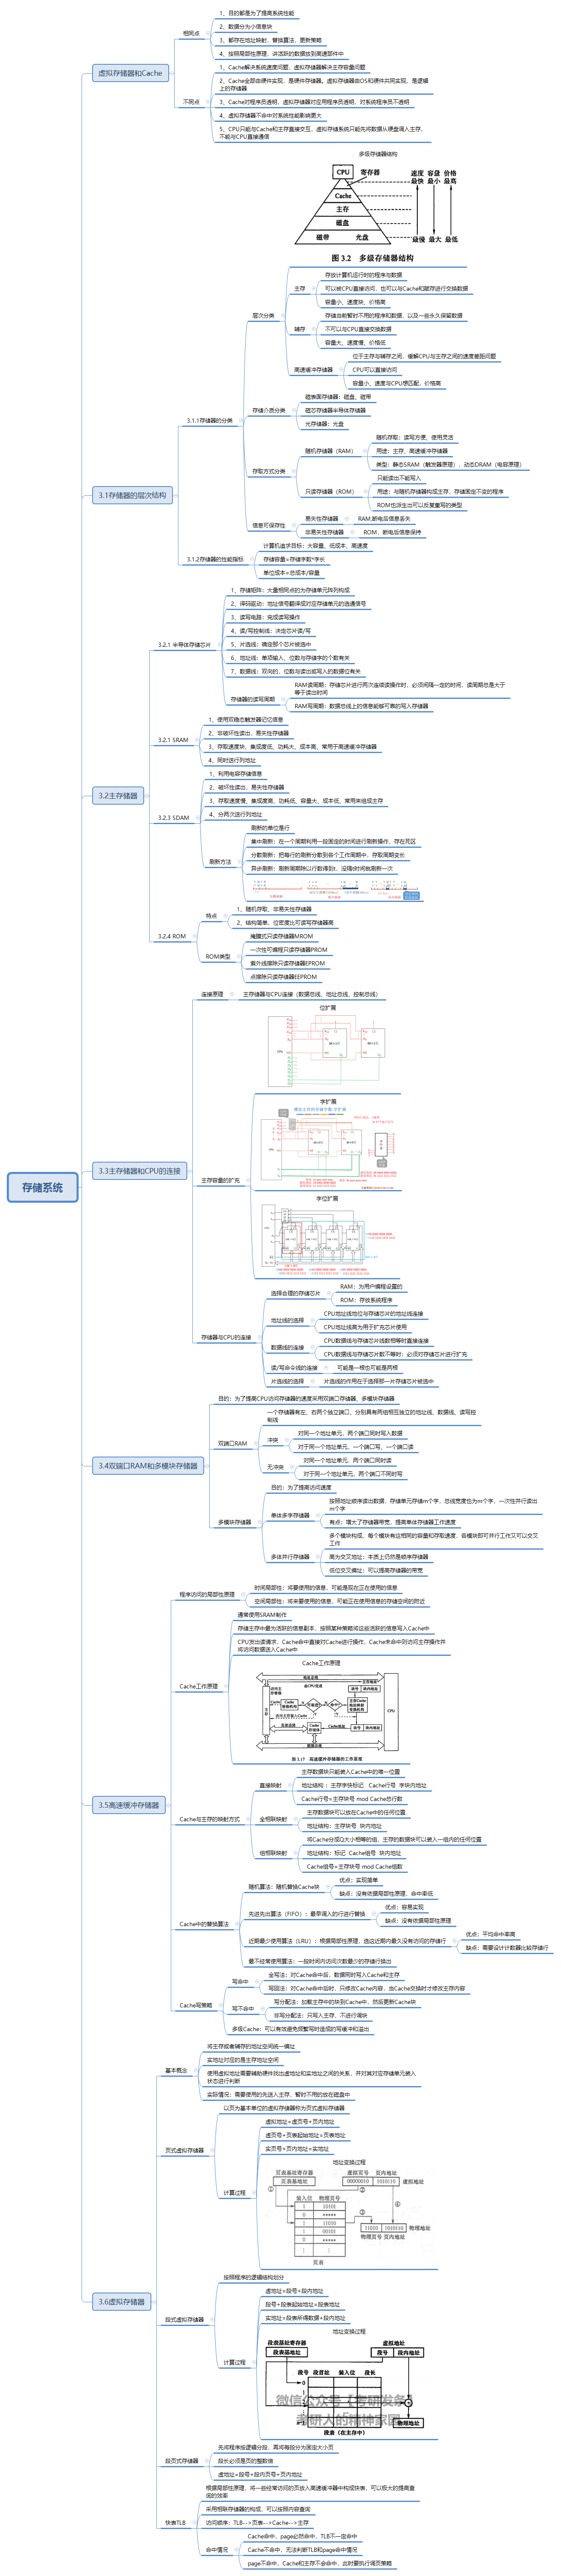 存储系统
虚拟存储器和Cache
相同点
1、目的都是为了提高系统性能
2、数据分为小信息块
3、都存在地址映射、替换算法、更新策略
4、按照局部性原理，讲活跃的数据放到高速部件中
不同点
1、Cache解决系统速度问题，虚拟存储器解决主存容量问题
2、Cache全部由硬件实现，是硬件存储器，虚拟存储器由OS和硬件共同实现，是逻辑
上的存储器
3、Cache对程序员透明，虚拟存储器对应用程序员透明，对系统程序员不透明
4、虚拟存储器不命中对系统性能影响更大
5、CPU只能与Cache和主存直接交互，虚拟存储系统只能先将数据从硬盘调入主存，
不能与CPU直接通信
3.1存储器的层次结构
多级存储器结构
CPU
寄存器
Cache
主存
磁盘
磁带 光盘
速度 容量 价格
最快 最小 最高
最慢 最大 最低
图 3.2 多级存储器结构
3.1.1存储器的分类
层次分类
主存
存放计算机运行时的程序与数据
可以被CPU直接访问，也可以与Cache和辅存进行交换数据
容量小、速度块、价格高
辅存
存储当前暂时不用的程序和数据，以及一些永久保留数据
不可以与CPU直接交换数据
容量大、速度慢、价格低
高速缓冲存储器
位于主存与辅存之间，缓解CPU与主存之间的速度差距问题
CPU可以直接访问
容量小、速度与CPU想匹配、价格高
存储介质分类
磁表面存储器：磁盘、磁带
磁芯存储器半导体存储器
光存储器：光盘
存取方式分类
随机存储器（RAM）
随机存取：读写方便、使用灵活
用途：主存、高速缓冲存储器
类型：静态SRAM（触发器原理）、动态DRAM（电容原理）
只读存储器（ROM）
只能读出不能写入
用途：与随机存储器构成主存、存储固定不变的程序
ROM也派生出可以反复重写的类型
信息可保存性
易失性存储器
RAM,断电后信息丢失
非易失性存储器
ROM、断电后信息保持
3.1.2存储器的性能指标
计算机追求目标：大容量、低成本、高速度
存储容量=存储字数*字长
单位成本=总成本/容量
3.2主存储器
3.2.1 半导体存储芯片
1、存储矩阵：大量相同点的为存储单元阵列构成
2、译码驱动：地址信号翻译成对应存储单元的选通信号
3、读写电路：完成读写操作
4、读/写控制线：决定芯片读/写
5、片选线：确定那个芯片被选中
6、地址线：单项输入、位数与存储字的个数有关
7、数据线：双向的、位数与读出或写入的数据位有关
存储器的读写周期
RAM读周期：存储芯片进行两次连续读操作时，必须间隔一定的时间，读周期总是大于
等于读出时间
RAM写周期：数据总线上的信息能够可靠的写入存储器
3.2.1 SRAM
1、使用双稳态触发器记忆信息
2、非破坏性读出、易失性存储器
3、存取速度块、集成度低、功耗大、成本高，常用于高速缓冲存储器
4、同时送行列地址
3.2.3 SDAM
1、利用电容存储信息
2、破坏性读出、易失性存储器
3、存取速度慢、集成度高、功耗低、容量大、成本低、常用来组成主存
4、分两次送行列地址
刷新方法
刷新的单位是行
集中刷新：在一个周期利用一段固定的时间进行刷新操作、存在死区
分散刷新：把每行的刷新分散到各个工作周期中、存取周期变长
异步刷新：刷新周期除以行数得到t、没隔t时间就刷新一次
3.2.4 ROM
特点
1、随机存取、非易失性存储器
2、结构简单、位密度比可读写存储器高
ROM类型
掩膜式只读存储器MROM
一次性可编程只读存储器PROM
紫外线擦除只读存储器EPROM
点擦除只读存储器EEPROM
3.3主存储器和CPU的连接
连接原理
主存储器与CPU连接（数据总线、地址总线、控制总线）
主存容量的扩充
位扩展
字扩展
字位扩展
存储器与CPU的连接
选择合理的存储芯片
RAM：为用户编程设置的
ROM：存放系统程序
地址线的选择
CPU地址线地位与存储芯片的地址线连接
CPU地址线高为用于扩充芯片使用
数据线的连接
CPU数据线与存储芯片线数相等时直接连接
CPU数据线与存储芯片数不等时：必须对存储芯片进行扩充
读/写命令线的连接
可能是一根也可能是两根
片选线的选择
片选线的作用在于选择那一片存储芯片被选中
3.4双端口RAM和多模块存储器
目的：为了提高CPU访问存储器的速度采用双端口存储器、多模块存储器
双端口RAM
一个存储器有左、右两个独立端口，分别具有两组相互独立的地址线、数据线、读写控
制线
冲突
对同一个地址单元，两个端口同时写入数据
对于同一个地址单元，一个端口写、一个端口读
无冲突
对同一个地址单元，两个端口同时读
对于同一个地址单元，两个端口不同时写
多模块存储器
目的：为了提高访问速度
单体多字存储器
按照地址顺序读出数据，存储单元存储m个字，总线宽度也为m个字，一次性并行读出
m个字
有点：增大了存储器带宽，提高单体存储器工作速度
多体并行存储器
多个模块构成，每个模块有这相同的容量和存取速度，各模块即可并行工作又可以交叉
工作
高为交叉地址：本质上仍然是顺序存储器
低位交叉编址：可以提高存储器的带宽
3.5高速缓冲存储器
程序访问的局部性原理
时间局部性：将要使用的信息，可能是现在正在使用的信息
空间局部性：将来要使用的信息，可能正在使用信息的存储空间的附近
Cache工作原理
通常使用SRAM制作
存储主存中最为活跃的信息副本，按照某种策略将这些活跃的信息写入Cache中
CPU发出读请求，Cache命中直接对Cache进行操作，Cache未命中则访问主存操作并
将访问数据送入Cache中
Cache工作原理
图 3.17 高速缓冲存储器的工作原理
Cache与主存的映射方式
直接映射
主存数据块只能装入Cache中的唯一位置
地址结构 ：主存字块标记 Cache行号 字块内地址
Cache行号=主存块号 mod Cache总行数
全相联映射
主存数据块可以放在Cache中的任何位置
地址结构：主存块号 块内地址
组相联映射
将Cache分成Q大小相等的组，主存的数据块可以装入一组内的任何位置
地址结构：标记 Cache组号 块内地址
Cache组号=主存块号 mod Cache组数
Cache中的替换算法
随机算法：随机替换Cache块
优点：实现简单
缺点：没有依据局部性原理、命中率低
先进先出算法（FIFO）：最早调入的行进行替换
优点：容易实现
缺点：没有依据局部性原理
近期最少使用算法（LRU）：根据局部性原理，选这近期内最久没有访问的存储行
优点：平均命中率高
缺点：需要设计计数器比较存储行
最不经常使用算法：一段时间内访问次数最少的存储行换出
Cache写策略
写命中
全写法：对Cache命中后，数据同时写入Cache和主存
写回法：对Cache命中后时，只修改Cache内容，当Cache交换时才修改主存内容
写不命中
写分配法：加载主存中的块到Cache中，然后更新Cache块
非写分配法：只写入主存、不进行调块
多级Cache：可以有效避免频繁写时造成的写缓冲和溢出
3.6虚拟存储器
基本概念
将主存或者辅存的地址空间统一编址
实地址对应的是主存地址空间
使用虚拟地址需要辅助硬件找出虚地址和实地址之间的关系，并对其对应存储单元装入
状态进行判断
实际情况：需要使用的先送入主存、暂时不用的放在磁盘中
页式虚拟存储器
以页为基本单位的虚拟存储器称为页式虚拟存储器
计算过程
虚拟地址=虚页号+页内地址
虚页号+页表起始地址=页表地址
实页号+页内地址=实地址
地址变换过程
页表基址寄存器
页表基地址
虚页号 页内地址
00000010 1010110 虚拟地址
装入位 物理页号
1 10101
0 *****
1 11010
1 00101
0 *****
11010 1010110 物理地址
物理页号 页内地址
页表
段式虚拟存储器
按照程序的逻辑结构划分
计算过程
虚地址=段号+段内地址
段号+段表起始地址=段表地址
实地址=段表所得数据+段内地址
地址变换过程
段表基址寄存器
段表基地址
虚地址
段号 段内地址
段号 段首址 装入位 段长
物理地址
段表（在主存中）
段页式存储器
先将程序按逻辑分段、再将每段分为固定大小页
段长必须是页的整数倍
虚地址=段号+段内页号+页内地址
快表TLB
根据局部性原理，将一些经常访问的页放入高速缓冲器中构成快表，可以极大的提高查
询的效率
采用相联存储器的构成，可以按照内容查询
访问顺序：TLB-->页表-->Cache-->主存
命中情况
Cache命中，page必然命中，TLB不一定命中
Cache不命中，无法判断TLB和page命中情况
page不命中，Cache和主存不会命中，此时要执行调页策略